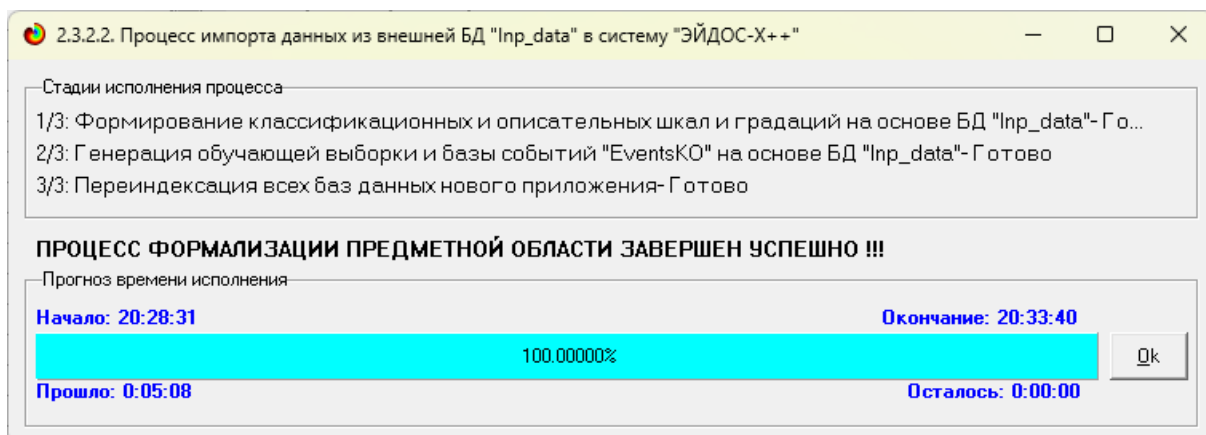 2.3.2.2. Процесс импорта данных из внешней БД "Inp_data" в систему "ЭЙДОС-X++"
Стадии исполнения процесса
1/3: Формирование классификационных и описательных шкал и градаций на основе БД "Inp_data"- Го...
2/3: Генерация обучающей выборки и базы событий "EventsKO" на основе БД "Inp_data"- Готово
3/3: Переиндексация всех баз данных нового приложения- Готово
ПРОЦЕСС ФОРМАЛИЗАЦИИ ПРЕДМЕТНОЙ ОБЛАСТИ ЗАВЕРШЕН УСПЕШНО !!!
Прогноз времени исполнения
Начало: 20:28:31 Окончание: 20:33:40
100.00000% Ok
Прошло: 0:05:08 Осталось: 0:00:00